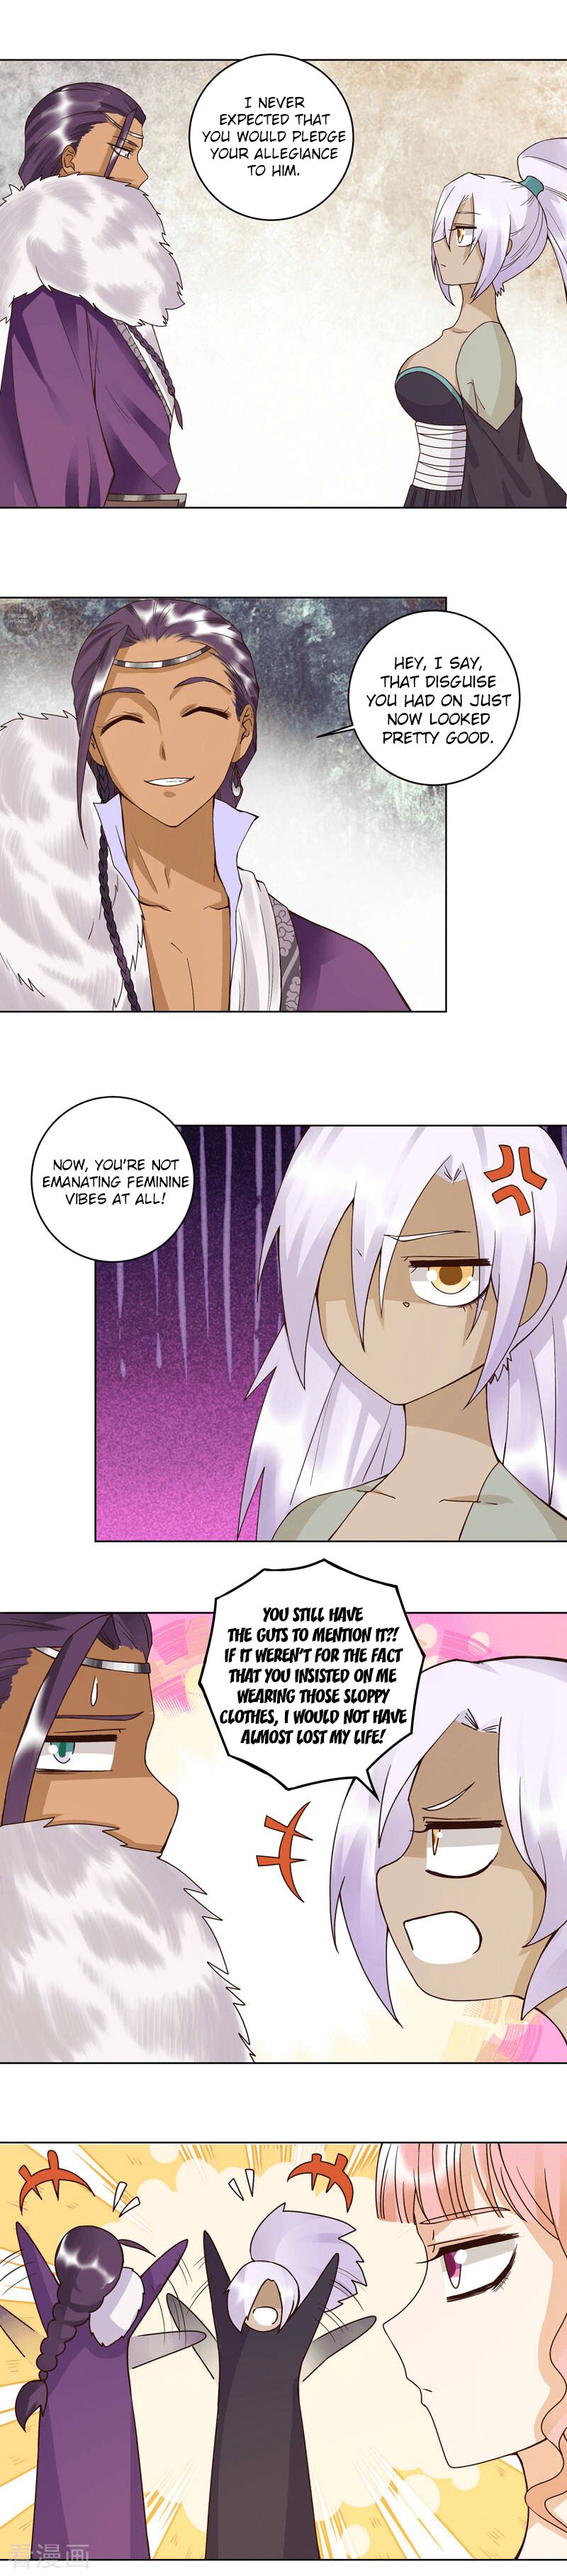 I NEVER
EXPECTED THAT
YOU WOULD PLEDGE
YOUR ALLEGIANCE
TO HIM.
HEY, I SAY,
THAT DISGUISE
YOU HAD ON JUST
NOW LOOKED
PRETTY GOOD.
NOW, YOU'RE NOT
EMANATING FEMININE
VIBES AT ALL!
YOU STILL HAVE
THE GUTS TO MENTION IT?!
IF IT WEREN'T FOR THE FACT
THAT YOU INSISTED ON ME
WEARING THOSE SLOPPY
CLOTHES, I WOULD NOT HAVE
ALMOST LOST MY LIFE!
看漫画